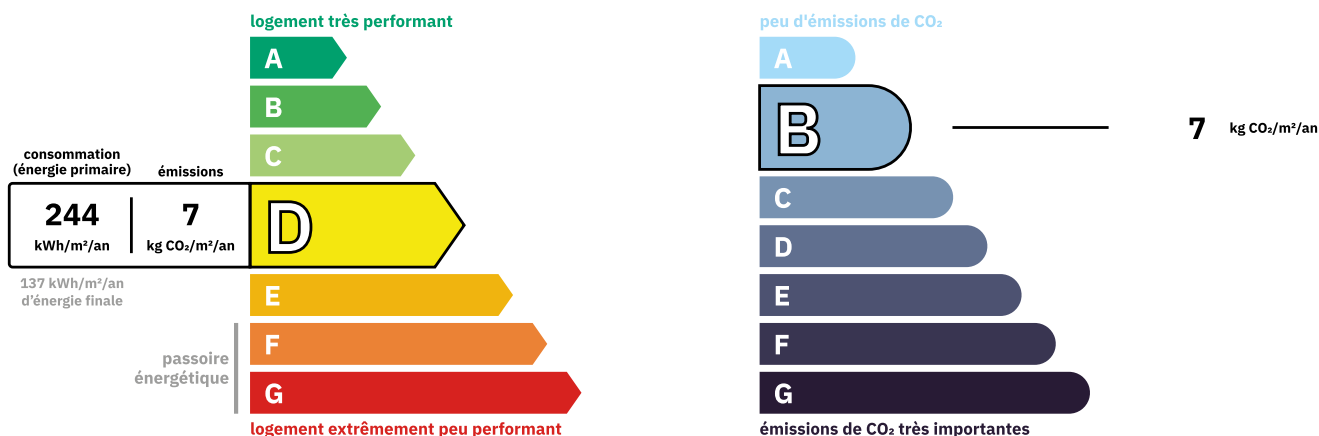 logement très performant
A
B
C
consommation
(énergie primaire)
émissions
244
kWh/m²/an
7
kg CO₂/m²/an
D
137 kWh/m²/an
d'énergie finale
E
F
passoire
énergétique
G
logement extrêmement peu performant
peu d'émissions de CO₂
A
B
7 kg CO₂/m²/an
C
D
E
F
G
émissions de CO₂ très importantes